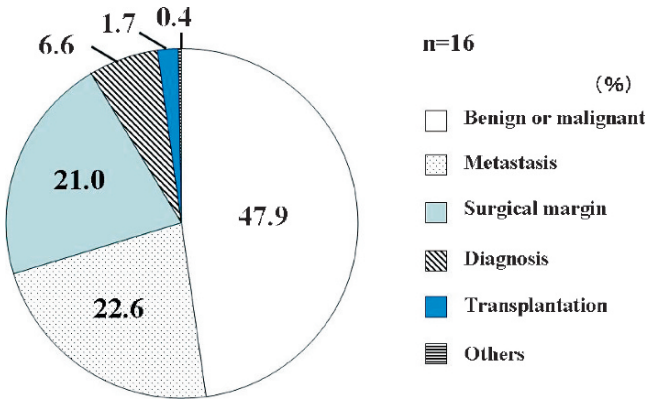 1.7 0.4
6.6
21.0
47.9
22.6
n=16
(%)
Benign or malignant
Metastasis
Surgical margin
Diagnosis
Transplantation
Others